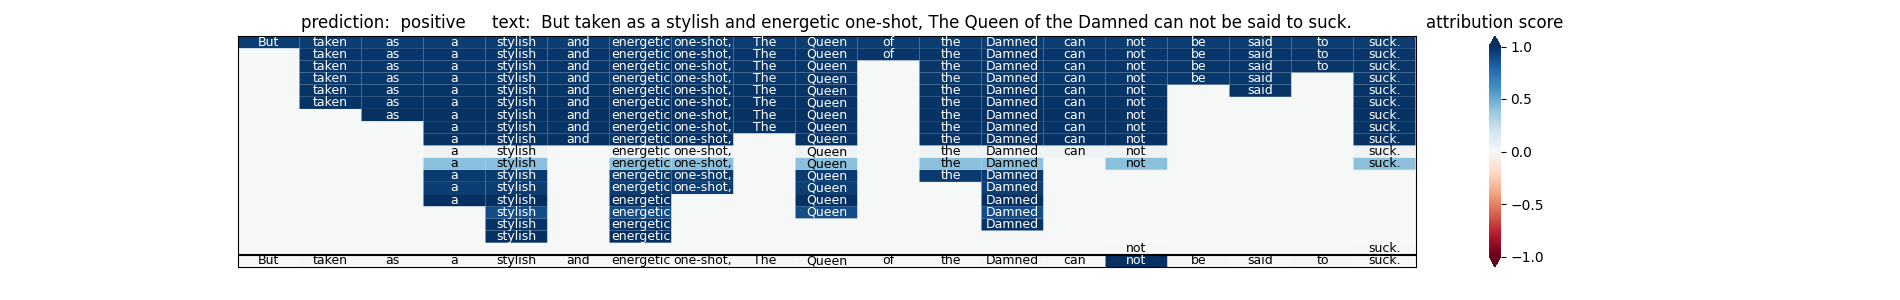 prediction: positive text: But taken as a stylish and energetic one-shot, The Queen of the Damned can not be said to suck.
attribution score
But taken as a stylish and energetic one-shot, The Queen of the Damned can not be said to suck.
taken as a stylish and energetic one-shot, The Queen of the Damned can not be said to suck.
taken as a stylish and energetic one-shot, The Queen the Damned can not be said to suck.
taken as a stylish and energetic one-shot, The Queen the Damned can not be said suck.
taken as a stylish and energetic one-shot, The Queen the Damned can not said suck.
taken as a stylish and energetic one-shot, The Queen the Damned can not suck.
as a stylish and energetic one-shot, The Queen the Damned can not suck.
a stylish and energetic one-shot, The Queen the Damned can not suck.
a stylish and energetic one-shot, Queen the Damned can not suck.
a stylish energetic one-shot, Queen the Damned can not suck.
a stylish energetic one-shot, Queen the Damned not suck.
a stylish energetic one-shot, Queen the Damned
a stylish energetic one-shot, Queen Damned
a stylish energetic Queen Damned
stylish energetic Queen Damned
stylish energetic Damned
stylish energetic
not suck.
But taken as a stylish and energetic one-shot, The Queen of the Damned can not be said to suck.
1.0
0.5
0.0
−0.5
−1.0